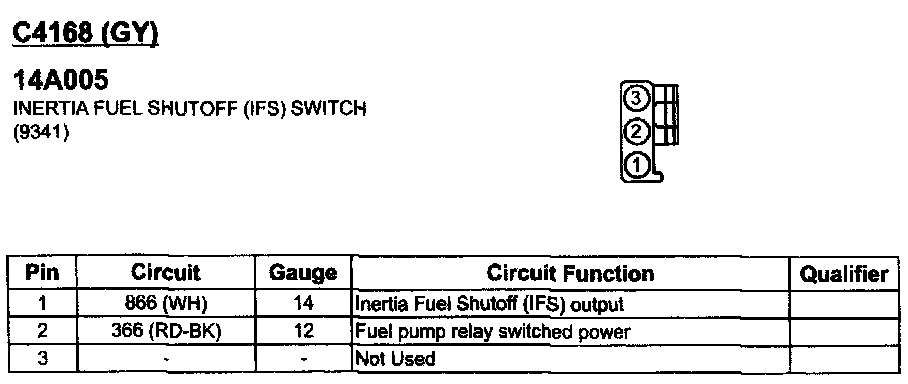 C4168 (GY)
14A005
INERTIA FUEL SHUTOFF (IFS) SWITCH
(9341)
3
2
1
Pin Circuit Gauge Circuit Function Qualifier
1 866 (WH) 14 Inertia Fuel Shutoff (IFS) output
2 366 (RD-BK) 12 Fuel pump relay switched power
3 - - Not Used